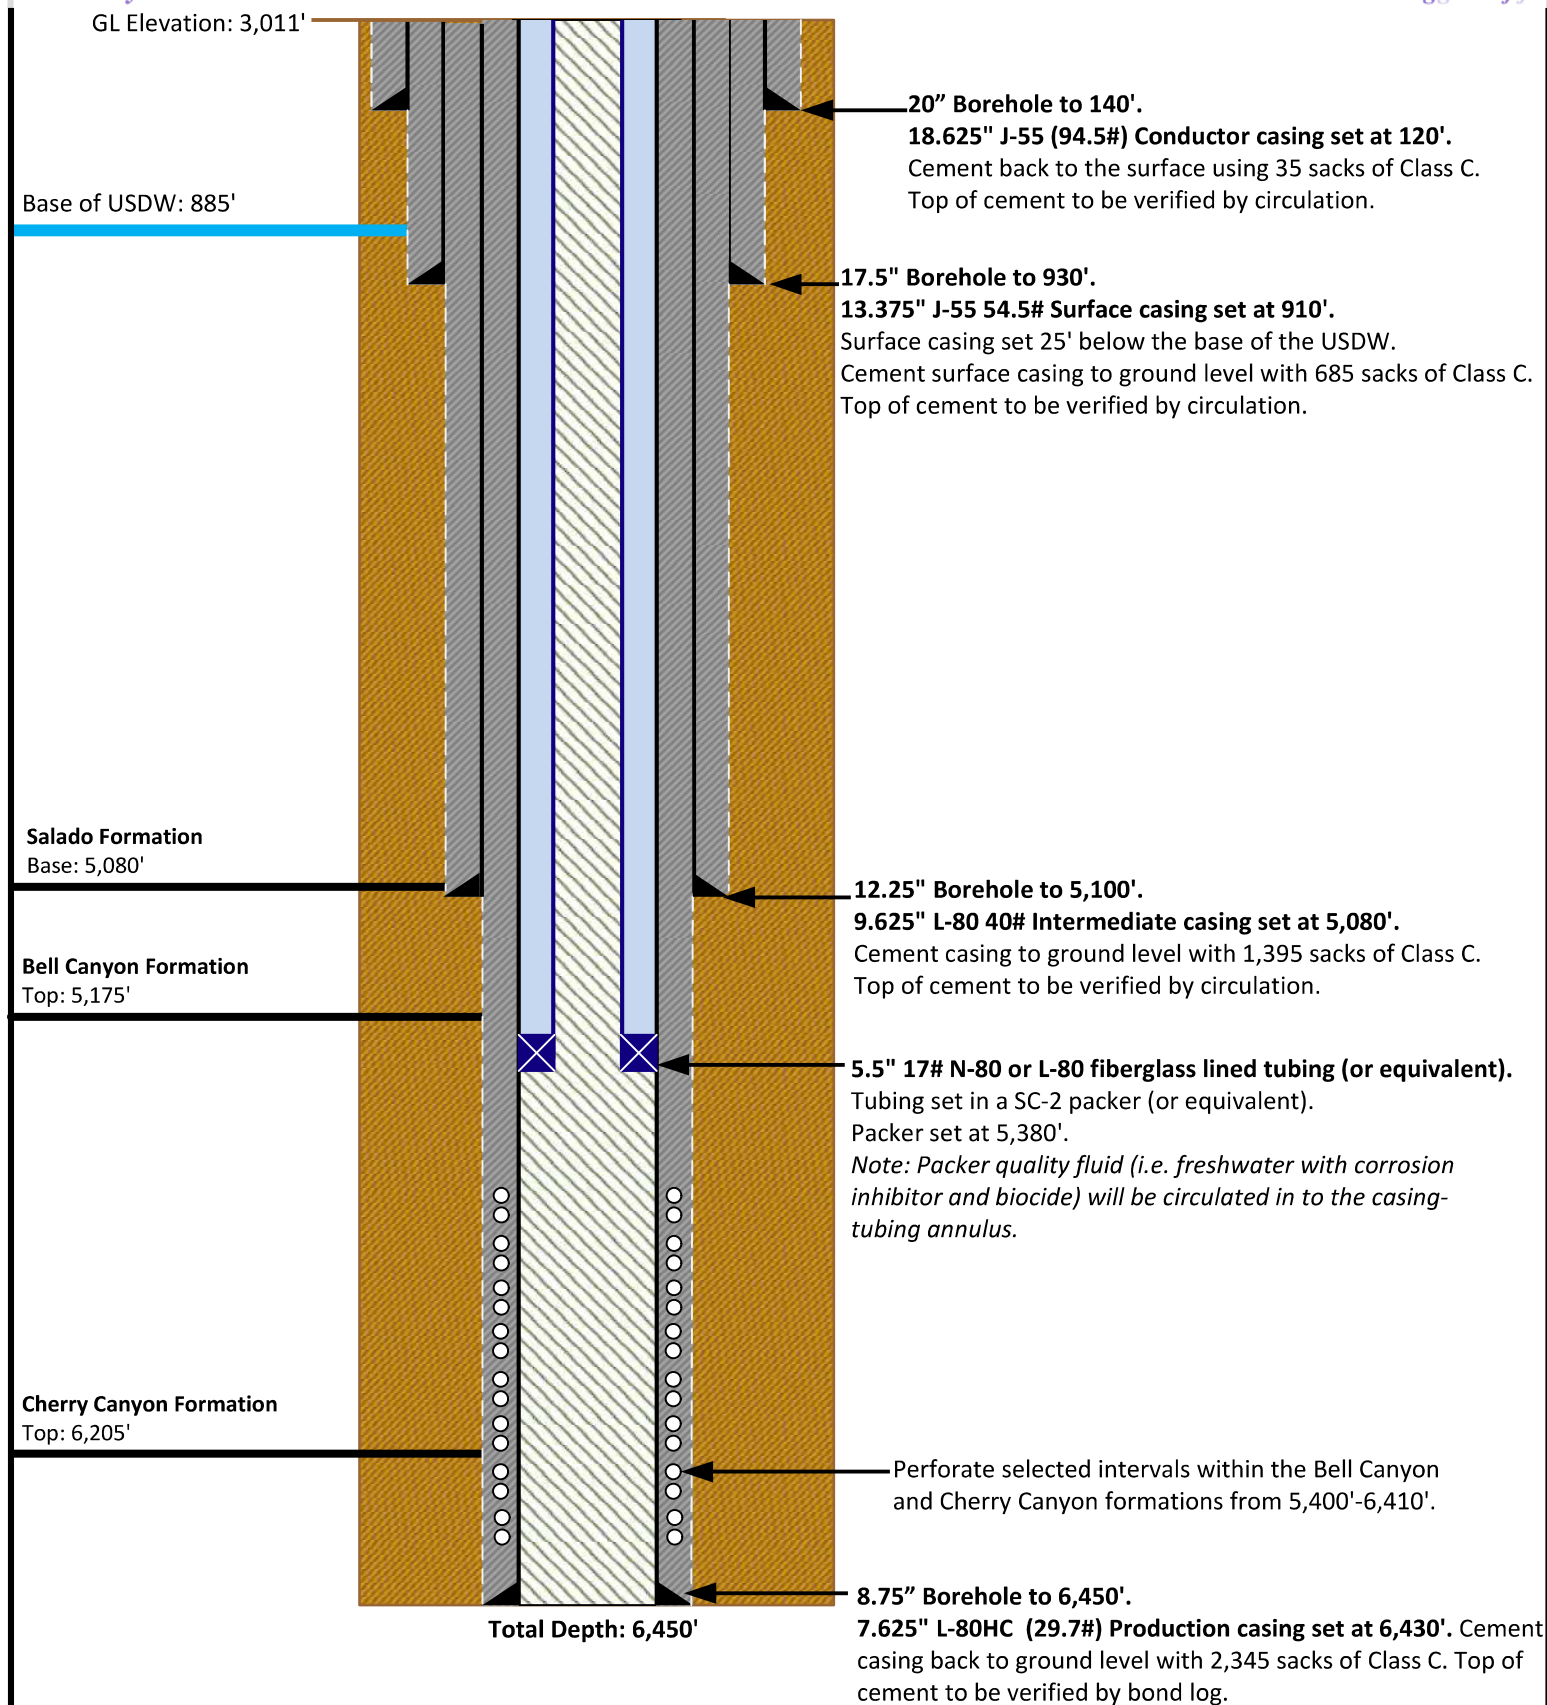 GL Elevation: 3,011'
20” Borehole to 140'.
18.625" J-55 (94.5#) Conductor casing set at 120'.
Cement back to the surface using 35 sacks of Class C.
Top of cement to be verified by circulation.
Base of USDW: 885'
17.5" Borehole to 930'.
13.375" J-55 54.5# Surface casing set at 910'.
Surface casing set 25' below the base of the USDW.
Cement surface casing to ground level with 685 sacks of Class C.
Top of cement to be verified by circulation.
Salado Formation
Base: 5,080'
12.25" Borehole to 5,100'.
9.625" L-80 40# Intermediate casing set at 5,080'.
Cement casing to ground level with 1,395 sacks of Class C.
Top of cement to be verified by circulation.
Bell Canyon Formation
Top: 5,175'
5.5" 17# N-80 or L-80 fiberglass lined tubing (or equivalent).
Tubing set in a SC-2 packer (or equivalent).
Packer set at 5,380'.
Note: Packer quality fluid (i.e. freshwater with corrosion
inhibitor and biocide) will be circulated in to the casing-
tubing annulus.
Cherry Canyon Formation
Top: 6,205'
Perforate selected intervals within the Bell Canyon
and Cherry Canyon formations from 5,400'-6,410'.
8.75” Borehole to 6,450'.
7.625" L-80HC (29.7#) Production casing set at 6,430'. Cement
casing back to ground level with 2,345 sacks of Class C. Top of
cement to be verified by bond log.
Total Depth: 6,450'